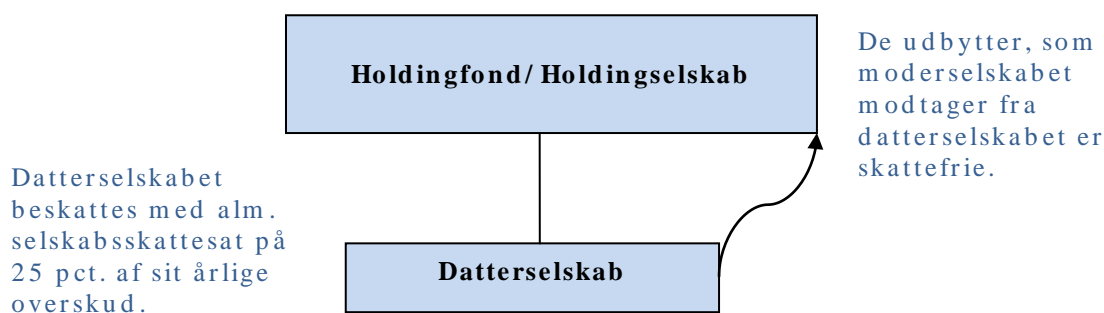 Holdingfond/Holdingselskab
De udbytter, som
moderselskabet
modtager fra
datterselskabet er
skattefrie.
Datterselskabet
beskattes med alm.
selskabsskattesat på
25 pct. af sit årlige
overskud.
Datterselskab